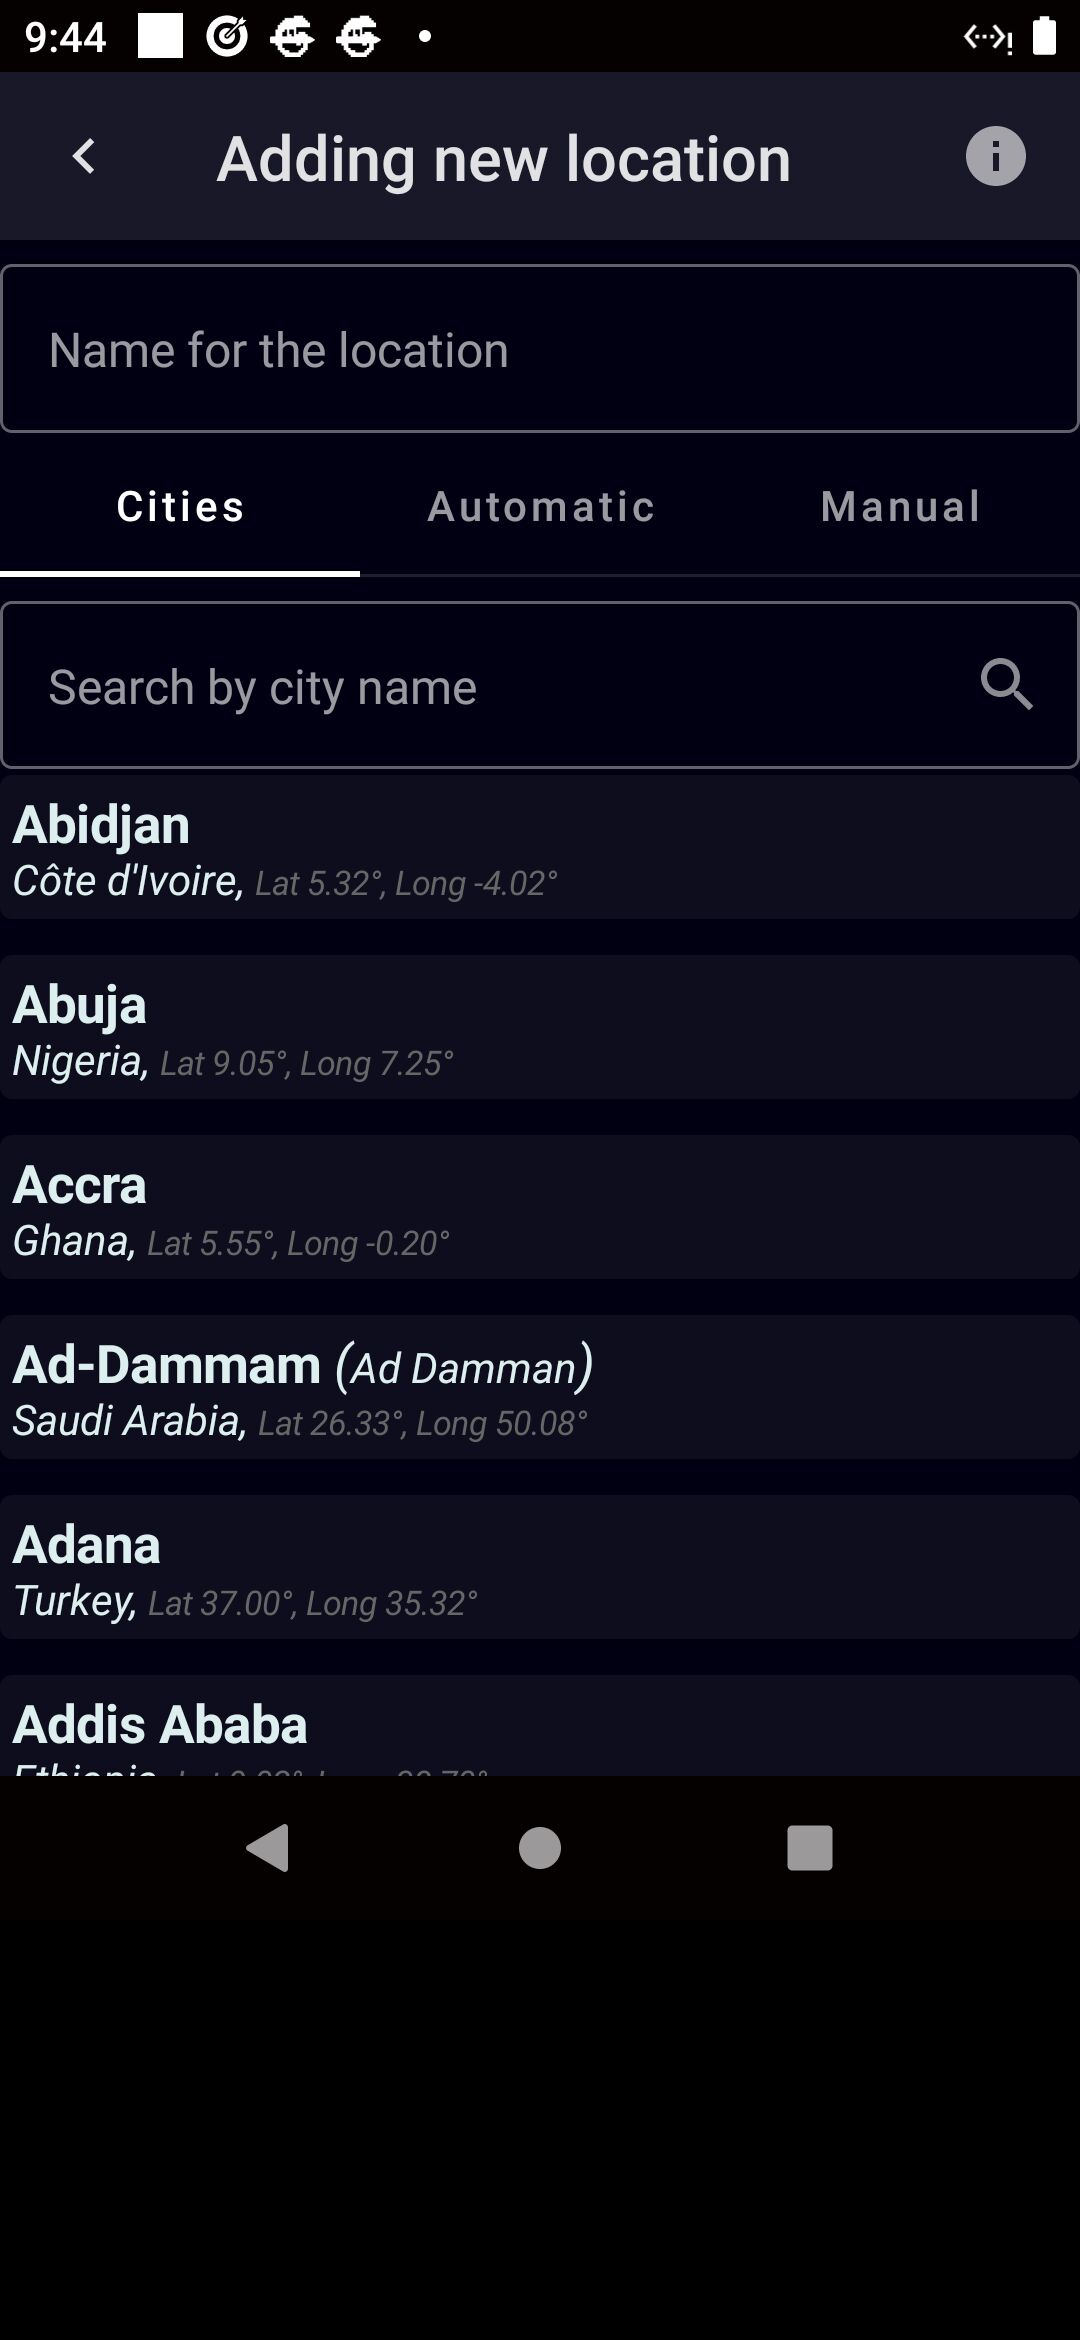 9:44
Adding new location
Name for the location
Cities
Automatic
Manual
Search by city name
Abidjan
Côte d'Ivoire, Lat 5.32°, Long -4.02°
Abuja
Nigeria, Lat 9.05°, Long 7.25°
Accra
Ghana, Lat 5.55°, Long -0.20°
Ad-Dammam (Ad Damman)
Saudi Arabia, Lat 26.33°, Long 50.08°
Adana
Turkey, Lat 37.00°, Long 35.32°
Addis Ababa